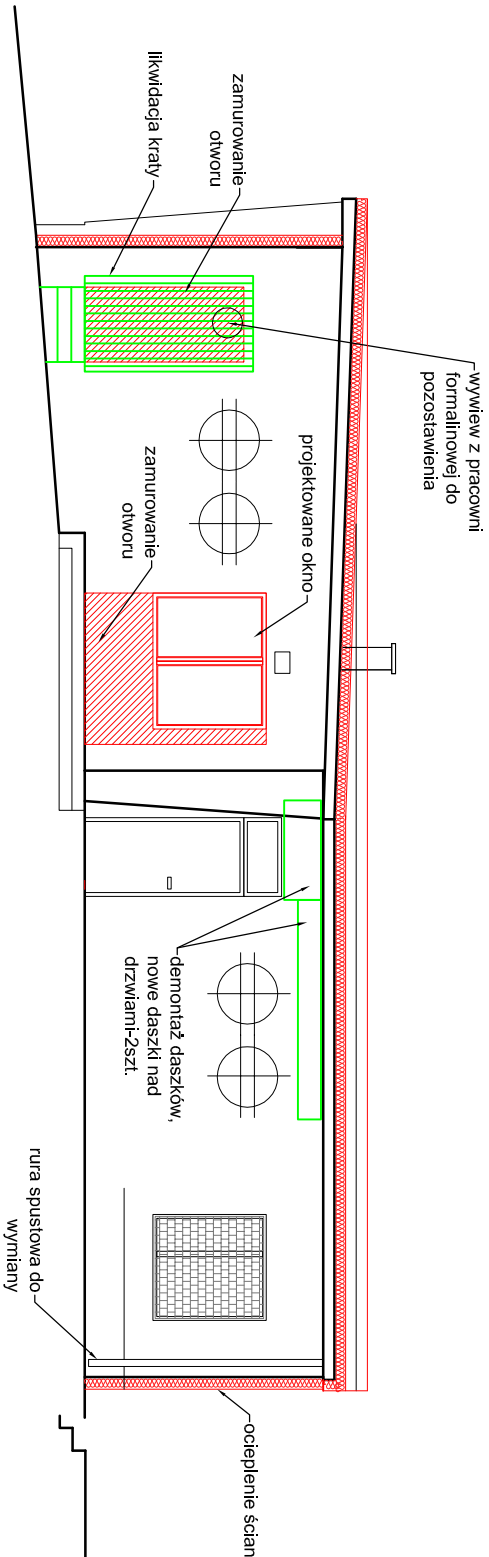 wywiew z pracowni
formalinowej do
pozostawienia
zamurowanie
otworu
likwidacja kraty
projektowane okno
zamurowanie
otworu
demontaż daszków,
nowe daszki nad
drzwiami-2szt.
rura spustowa do
wymiany
ocieplenie ścian